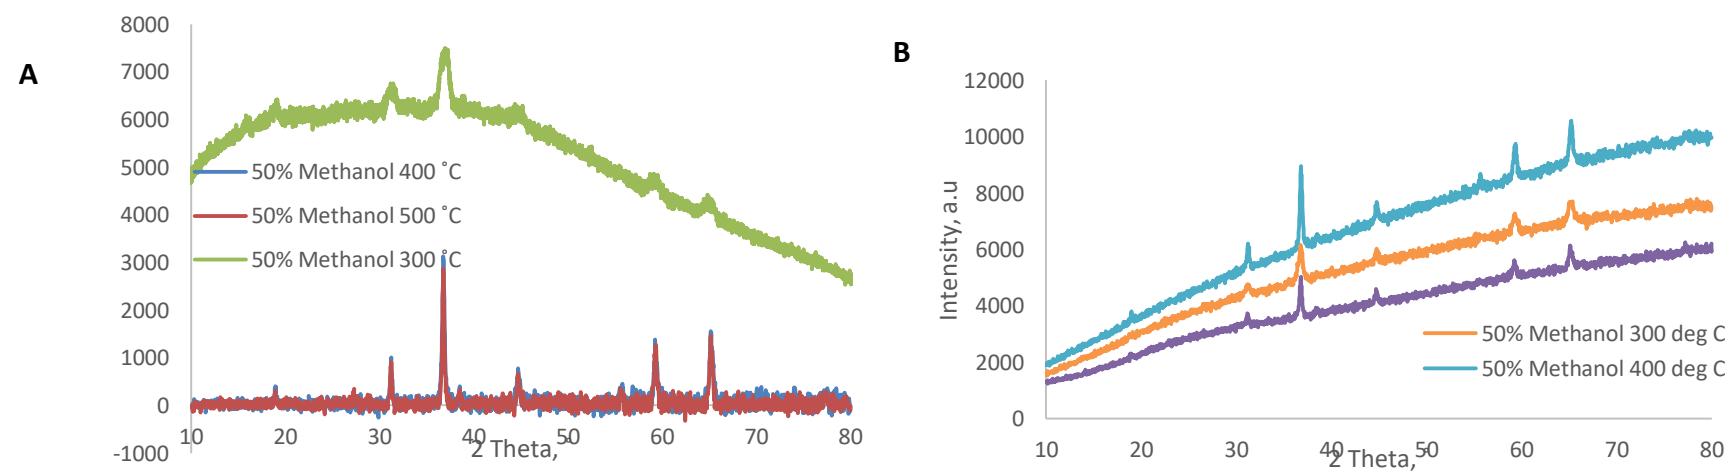 A
8000
7000
6000
5000
4000
3000
2000
1000
0
-1000
50% Methanol 400 ˚C
50% Methanol 500 ˚C
50% Methanol 300 ˚C
10 20 30 40 50 60 70 80
2 Theta, ˚
B
12000
10000
8000
6000
4000
2000
0
Intensity, a.u
50% Methanol 300 deg C
50% Methanol 400 deg C
10 20 30 40 50 60 70 80
2 Theta, ˚